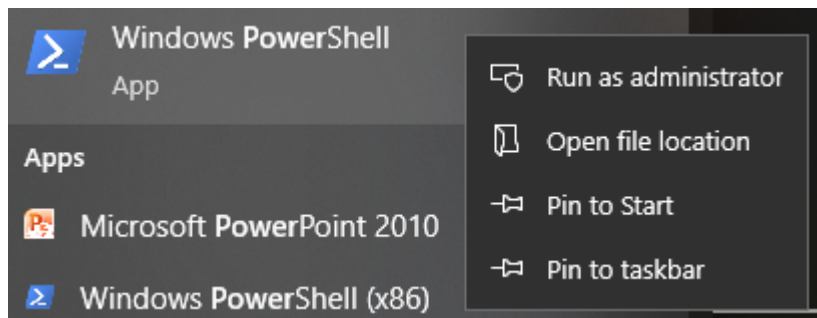 Windows PowerShell
App
Apps
Microsoft PowerPoint 2010
Windows PowerShell (x86)
Run as administrator
Open file location
Pin to Start
Pin to taskbar